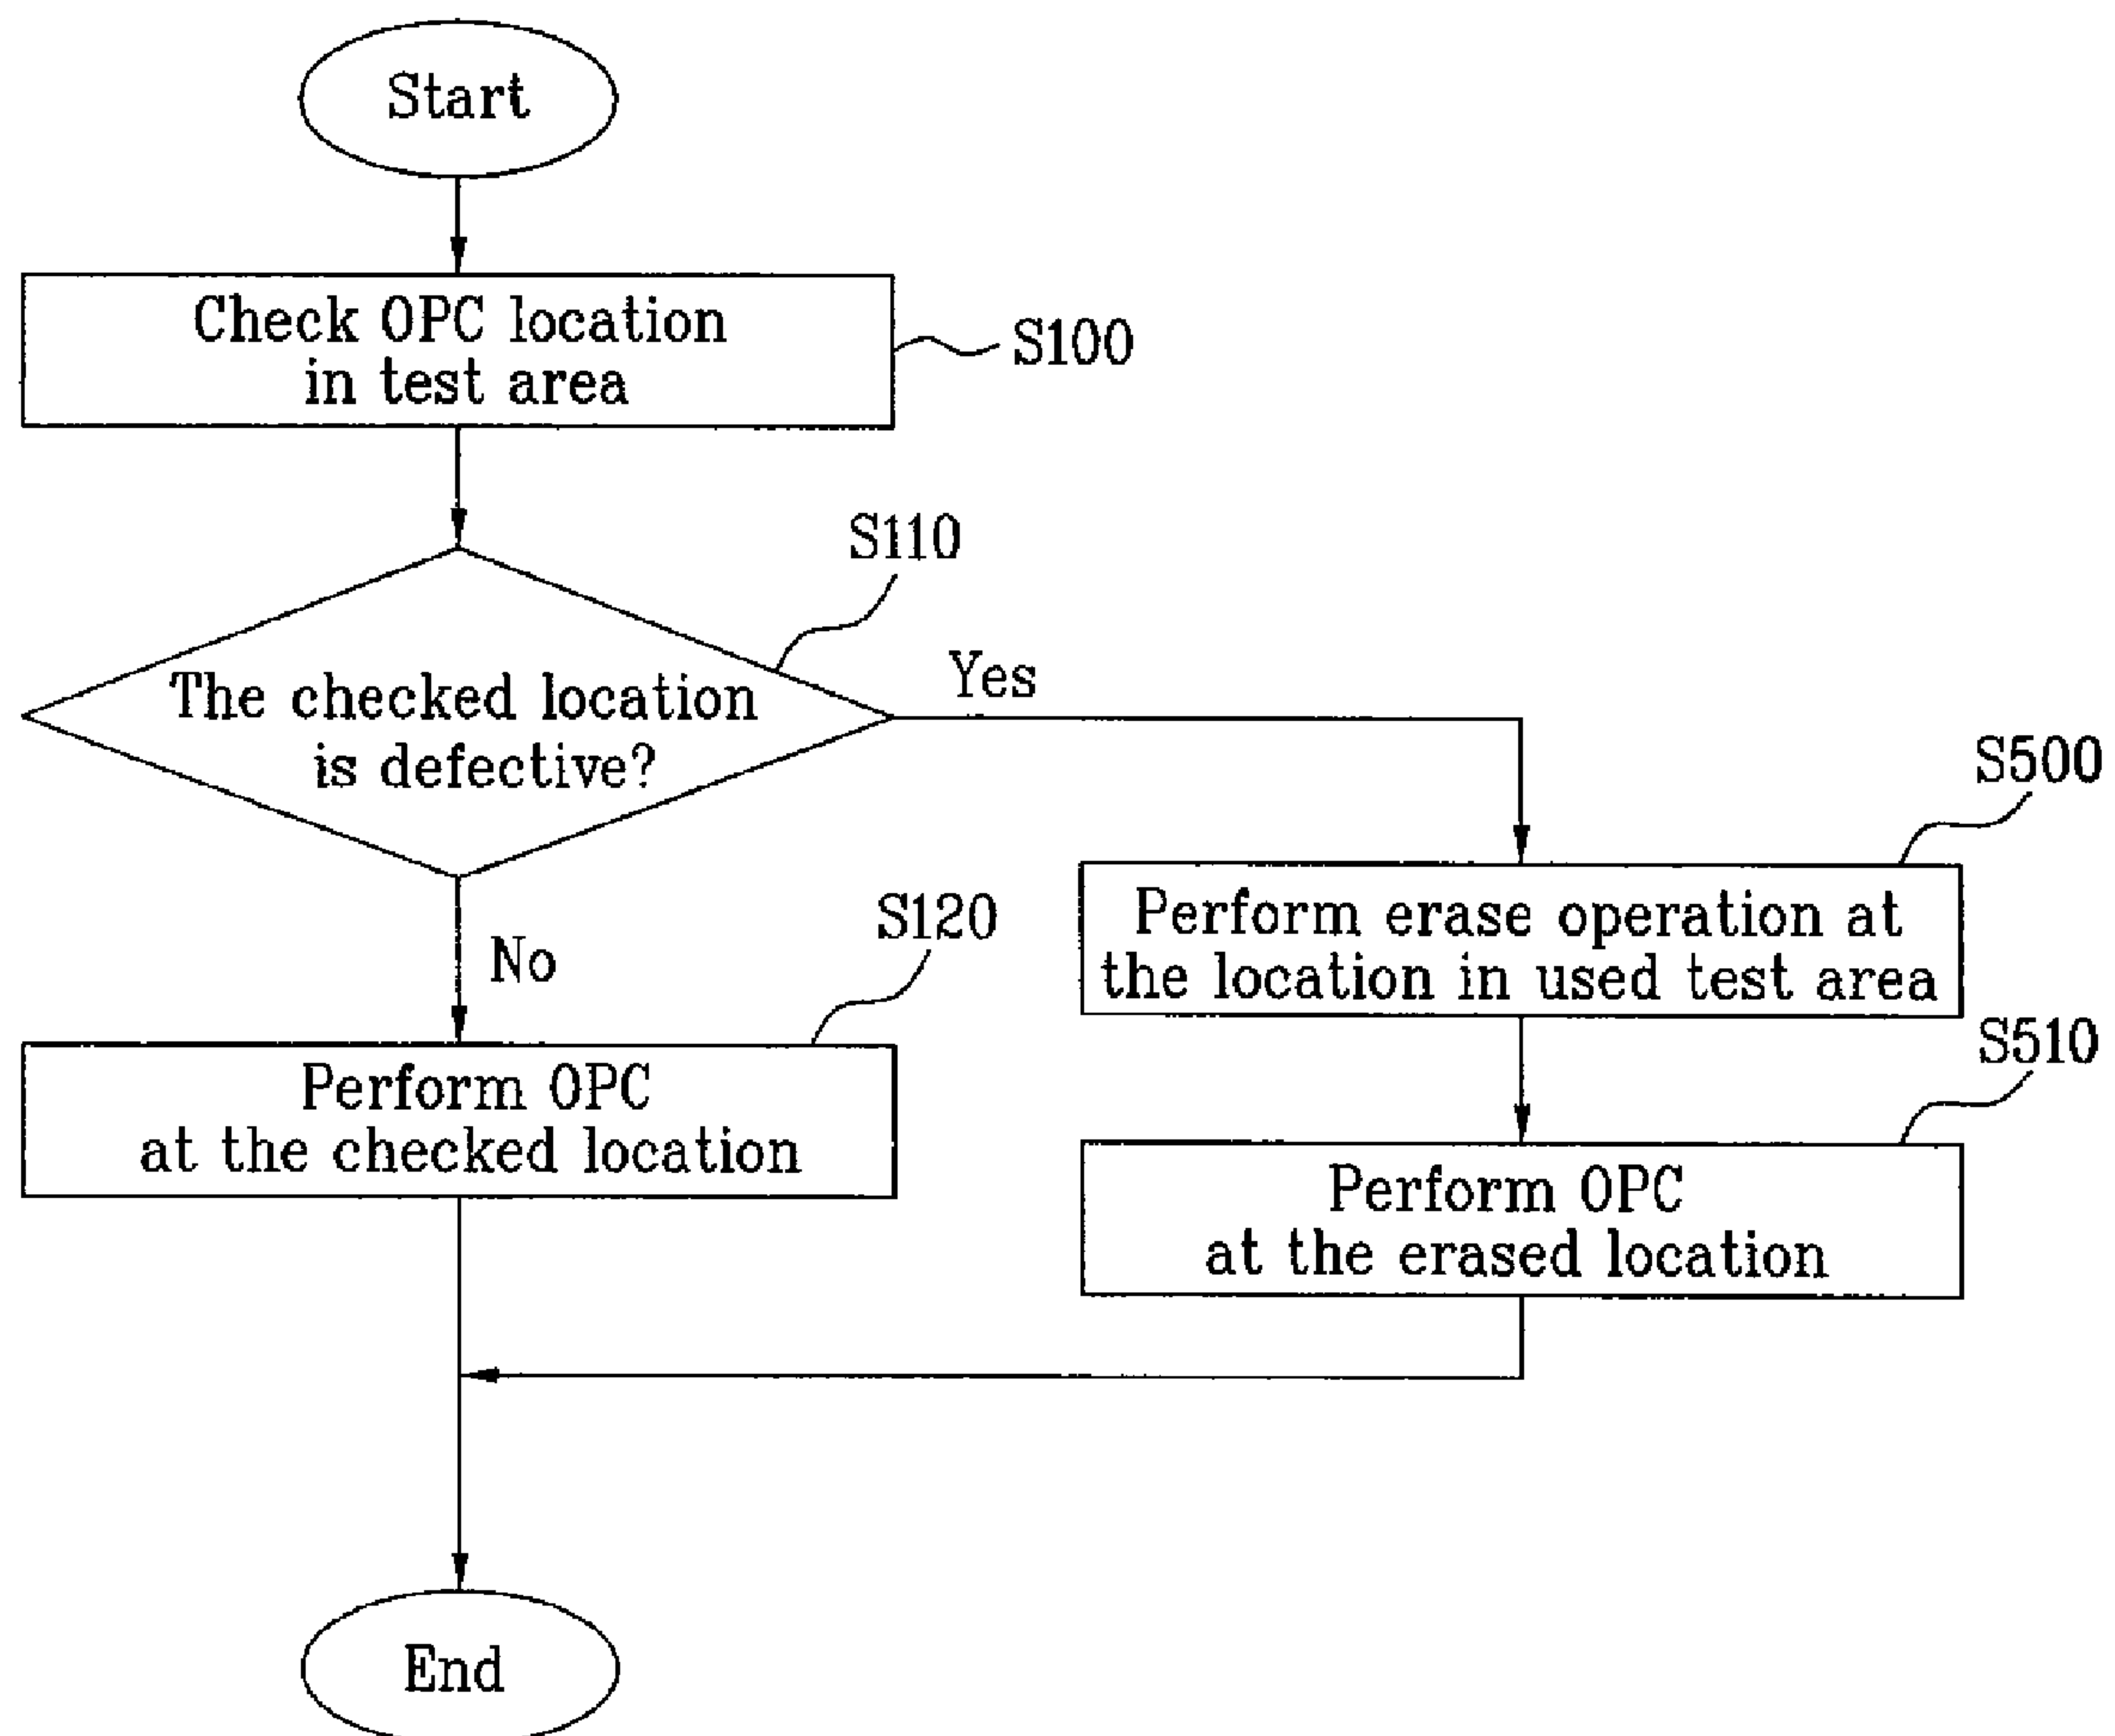 Start
Check OPC location
in test area
S100
S110
The checked location
is defective?
Yes
No
S120
Perform OPC
at the checked location
S500
Perform erase operation at
the location in used test area
S510
Perform OPC
at the erased location
End